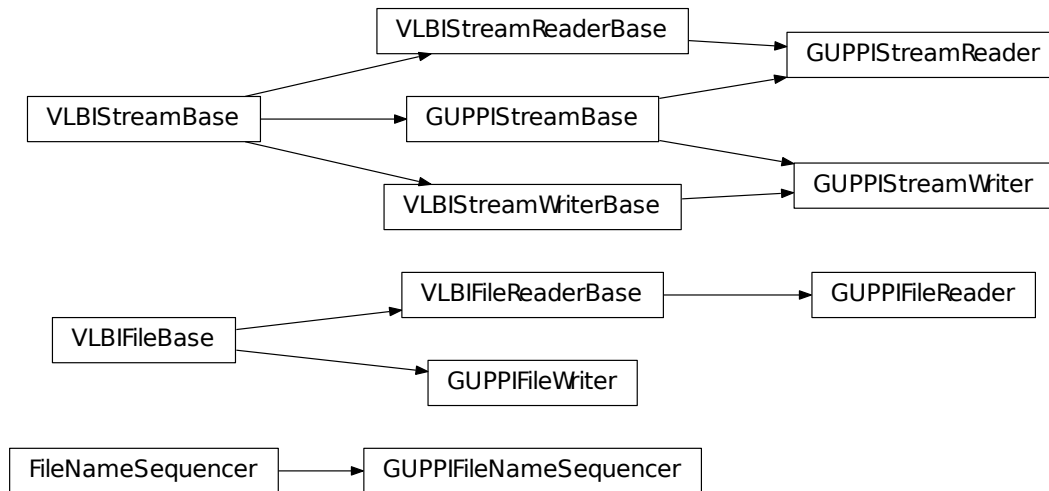 VLBIStreamReaderBase
GUPPIStreamReader
VLBIStreamBase
GUPPIStreamBase
GUPPIStreamWriter
VLBIStreamWriterBase
VLBIFileReaderBase
GUPPIFileReader
VLBIFileBase
GUPPIFileWriter
FileNameSequencer
GUPPIFileNameSequencer